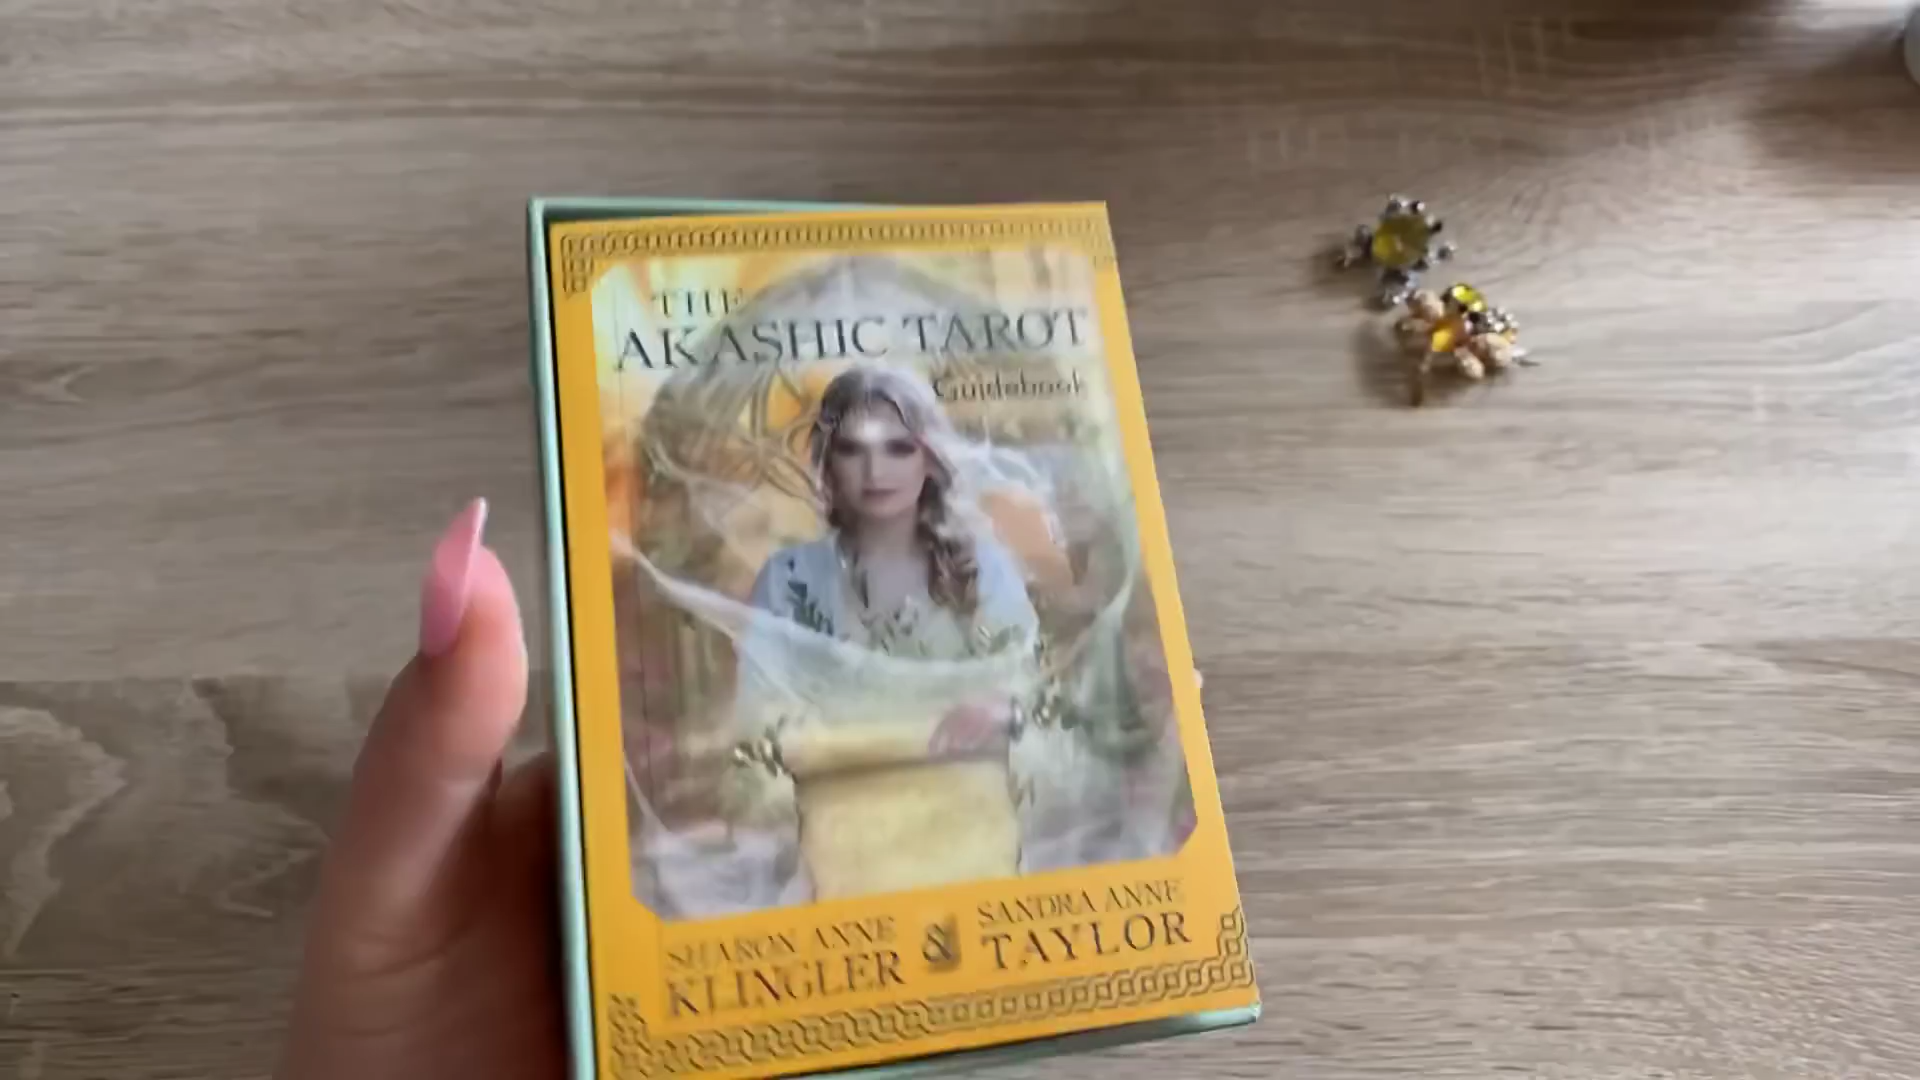 THE
AKASHIC TAROT
Guidebook
SHARON ANNE
KLINGLER
&
SANDRA ANNE
TAYLOR